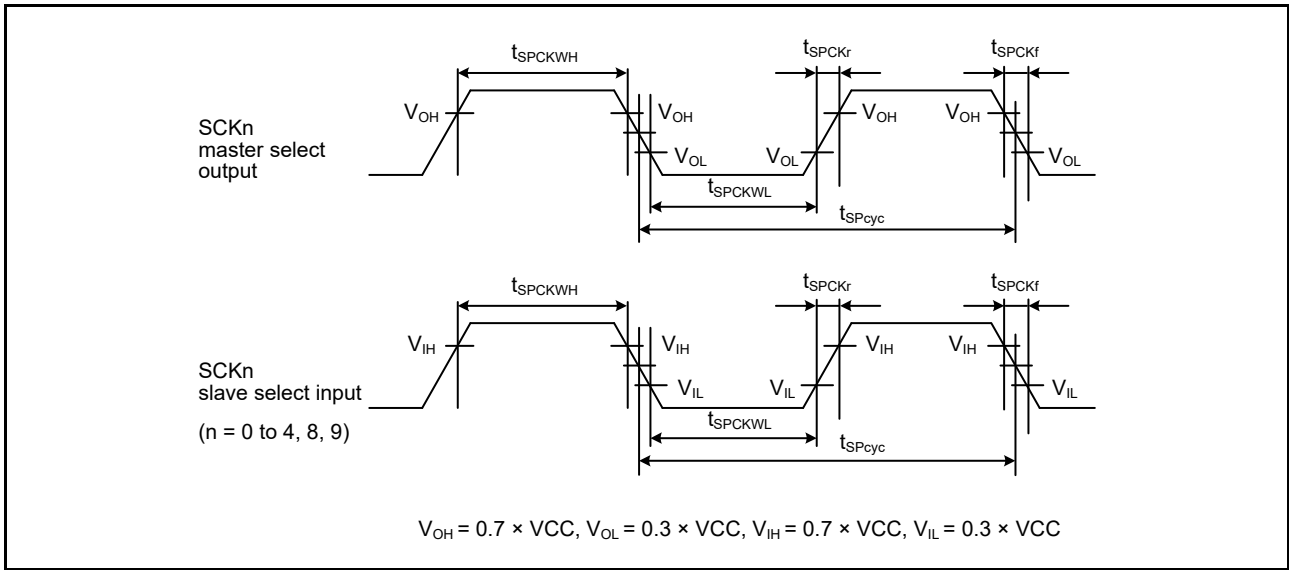 tSPCKWH
tSPCKr
tSPCKf
VOH
VOH
VOH
VOH
SCKn
master select
output
VOL
VOL
VOL
tSPCKWL
tSPcyc
tSPCKWH
tSPCKr
tSPCKf
VIH
VIH
VIH
VIH
SCKn
slave select input
(n = 0 to 4, 8, 9)
VIL
VIL
VIL
tSPCKWL
tSPcyc
VOH = 0.7 × VCC, VOL = 0.3 × VCC, VIH = 0.7 × VCC, VIL = 0.3 × VCC